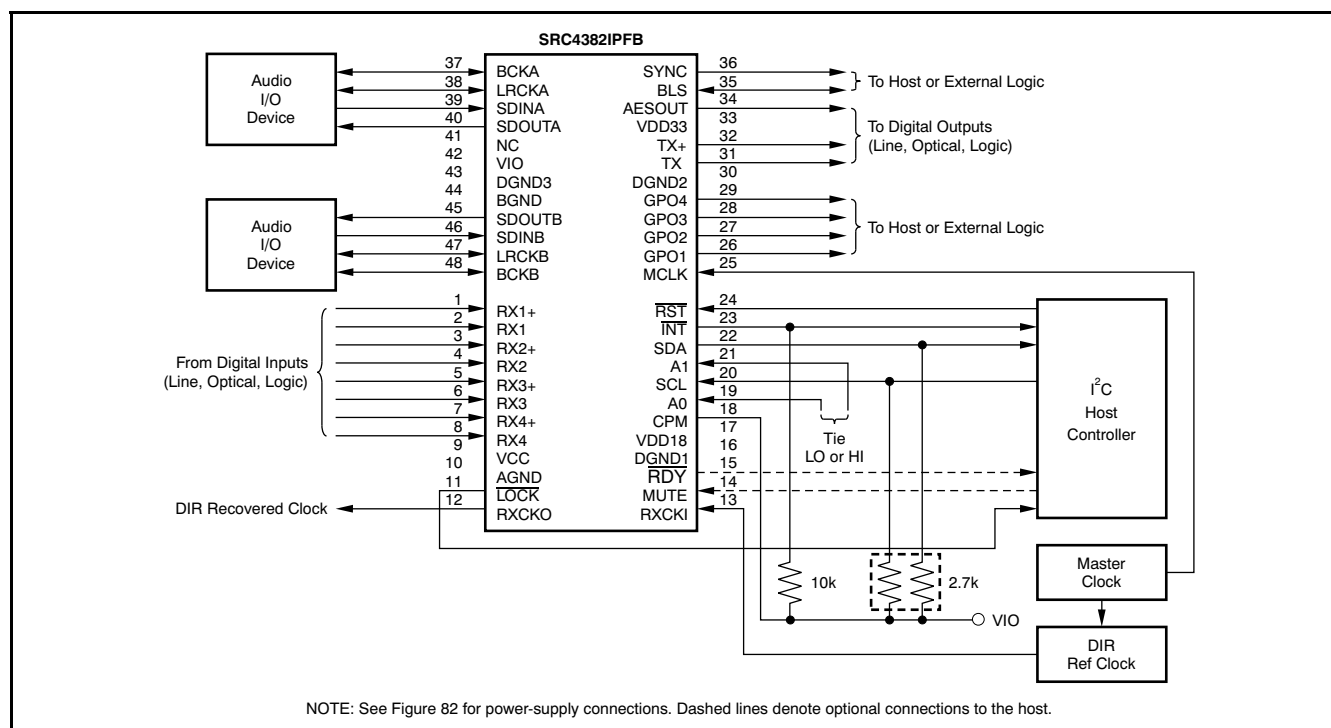 SRC4382IPFB
Audio
I/O
Device
37
38
39
40
41
42
43
44
Audio
I/O
Device
45
46
47
48
From Digital Inputs
(Line, Optical, Logic)
1
2
3
4
5
6
7
8
9
10
11
12
DIR Recovered Clock
BCKA
LRCKA
SDINA
SDOUTA
NC
VIO
DGND3
BGND
SDOUTB
SDINB
LRCKB
BCKB
RX1+
RX1
RX2+
RX2
RX3+
RX3
RX4+
RX4
VCC
AGND
LOCK
RXCKO
SYNC
BLS
AESOUT
VDD33
TX+
TX
DGND2
GPO4
GPO3
GPO2
GPO1
MCLK
RST
INT
SDA
A1
SCL
A0
CPM
VDD18
DGND1
RDY
MUTE
RXCKI
36
35
34
33
32
31
30
29
28
27
26
25
24
23
22
21
20
19
18
17
16
15
14
13
To Host or External Logic
To Digital Outputs
(Line, Optical, Logic)
To Host or External Logic
Tie
LO or HI
I²C
Host
Controller
10k
2.7k
VIO
Master
Clock
DIR
Ref Clock
NOTE: See Figure 82 for power-supply connections. Dashed lines denote optional connections to the host.